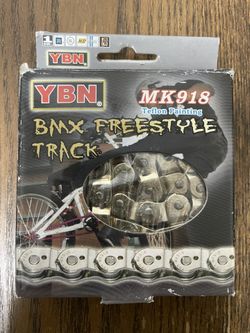 YBN
YBN®
MK918
Teflon Painting
BMX FREESTYLE
TRACK